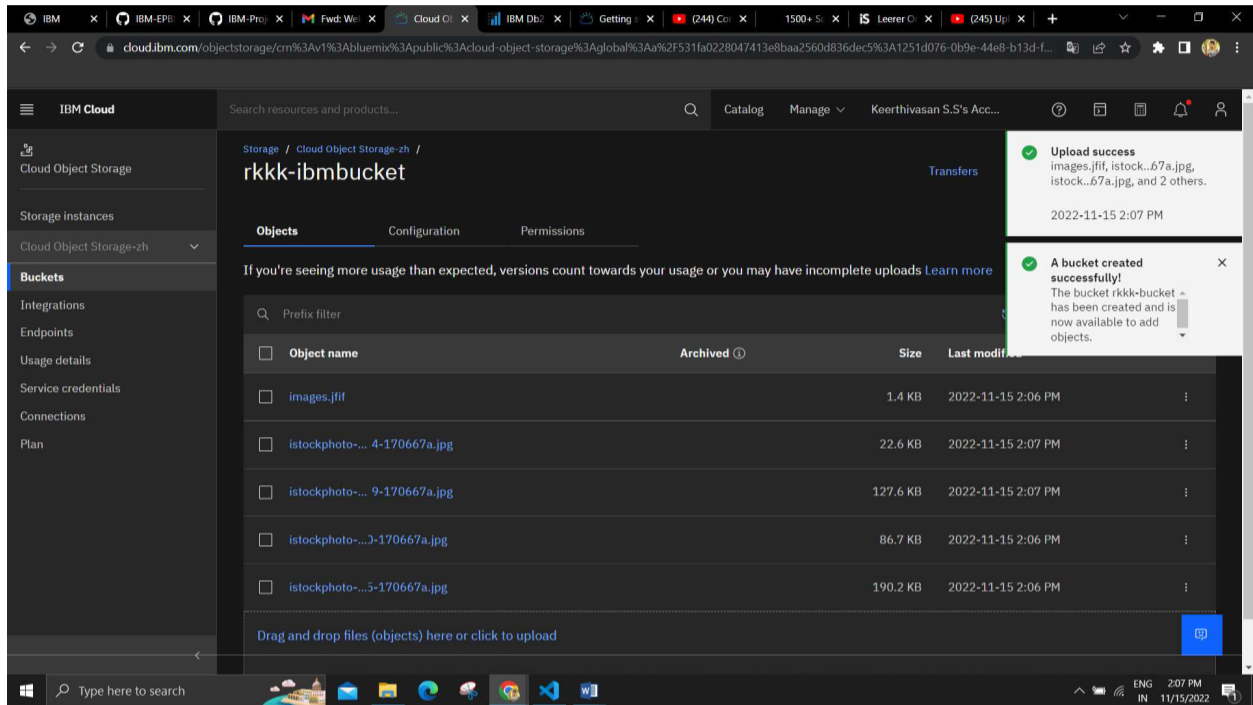 IBM
IBM-EPB
IBM-Proj
Fwd: Wel
Cloud Ob
IBM Db2
Getting s
(244) Co
1500+ Sc
iS Leerer O
(245) Upl
cloud.ibm.com/objectstorage/crn%3Av1%3Abluemix%3Apublic%3Acloud-object-storage%3Aglobal%3Aa%2F531fa0228047413e8baa2560d836dec5%3A1251d076-0b9e-44e8-b13d-f...
IBM Cloud
Search resources and products...
Catalog
Manage
Keerthivasan S.S's Acc...
Cloud Object Storage
Storage instances
Cloud Object Storage-zh
Buckets
Integrations
Endpoints
Usage details
Service credentials
Connections
Plan
Storage / Cloud Object Storage-zh /
rkkk-ibmbucket
Transfers
Objects
Configuration
Permissions
If you're seeing more usage than expected, versions count towards your usage or you may have incomplete uploads Learn more
Prefix filter
Object name Archived Size Last modif
images.jfif 1.4 KB 2022-11-15 2:06 PM
istockphoto-... 4-170667a.jpg 22.6 KB 2022-11-15 2:07 PM
istockphoto-... 9-170667a.jpg 127.6 KB 2022-11-15 2:07 PM
istockphoto-... -170667a.jpg 86.7 KB 2022-11-15 2:06 PM
istockphoto-...5-170667a.jpg 190.2 KB 2022-11-15 2:06 PM
Drag and drop files (objects) here or click to upload
Upload success
images.jfif, istock...67a.jpg,
istock...67a.jpg, and 2 others.
2022-11-15 2:07 PM
A bucket created
successfully!
The bucket rkkk-bucket
has been created and is
now available to add
objects.
Type here to search
ENG
IN
2:07 PM
11/15/2022
1